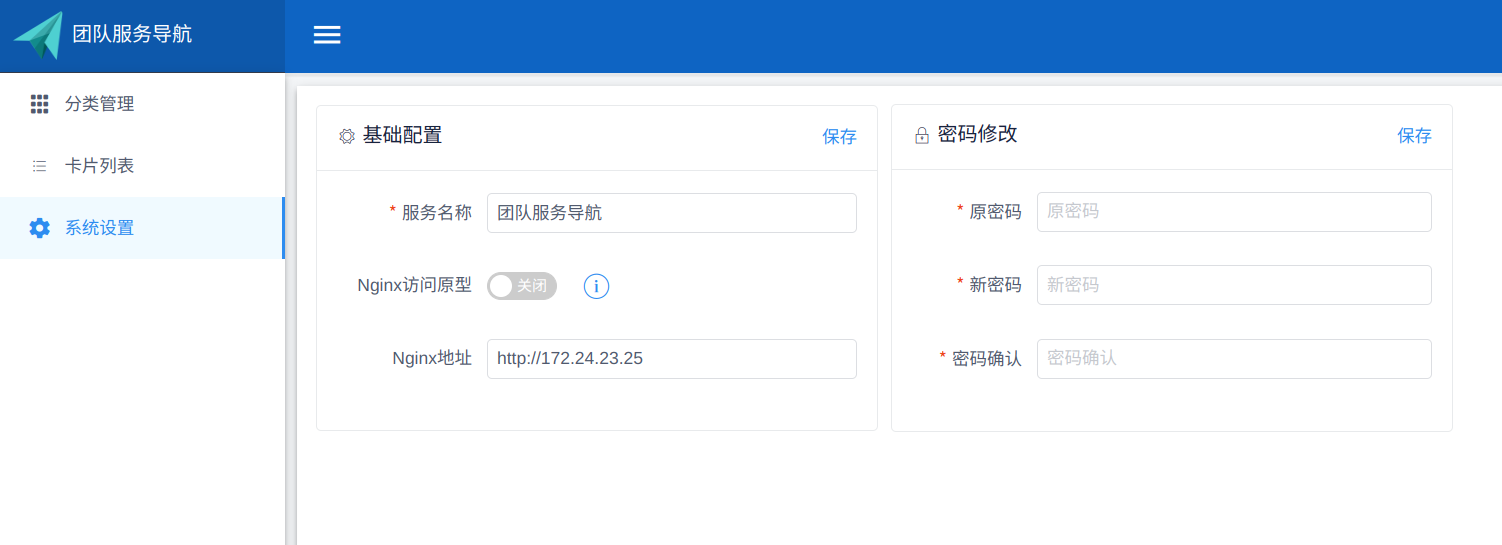 团队服务导航
分类管理
卡片列表
系统设置
基础配置 保存
* 服务名称 团队服务导航
Nginx访问原型 关闭
Nginx地址 http://172.24.23.25
密码修改 保存
* 原密码 原密码
* 新密码 新密码
* 密码确认 密码确认